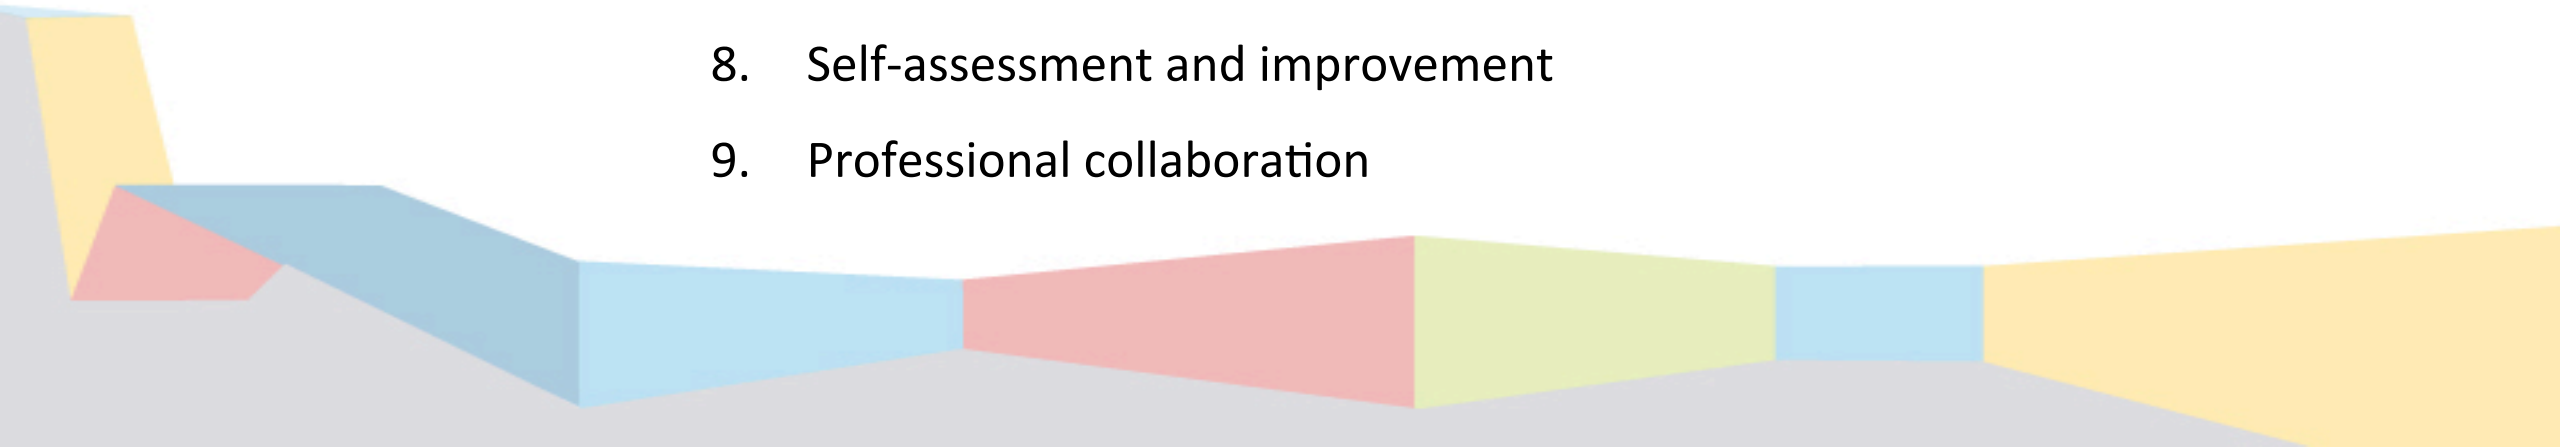 8. Self-assessment and improvement
9. Professional collaboration